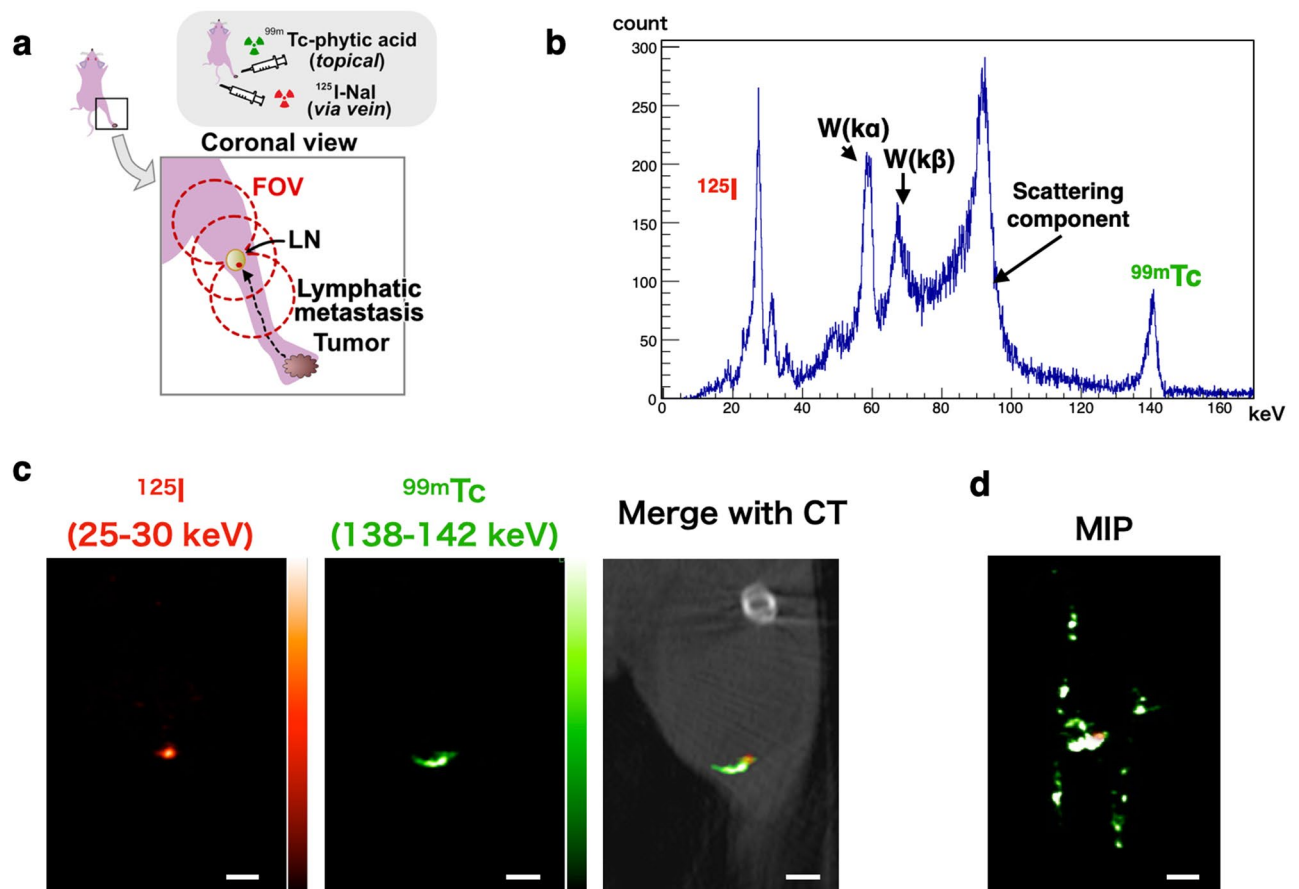 a
⁹⁹ᵐTc-phytic acid
(topical)
¹²⁵I-NaI
(via vein)
Coronal view
FOV
LN
Lymphatic
metastasis
Tumor
b
count
300
250
200
150
100
50
0
0 20 40 60 80 100 120 140 160
keV
¹²⁵I
W(kα)
W(kβ)
Scattering
component
⁹⁹ᵐTc
c
¹²⁵I
(25-30 keV)
⁹⁹ᵐTc
(138-142 keV)
Merge with CT
d
MIP